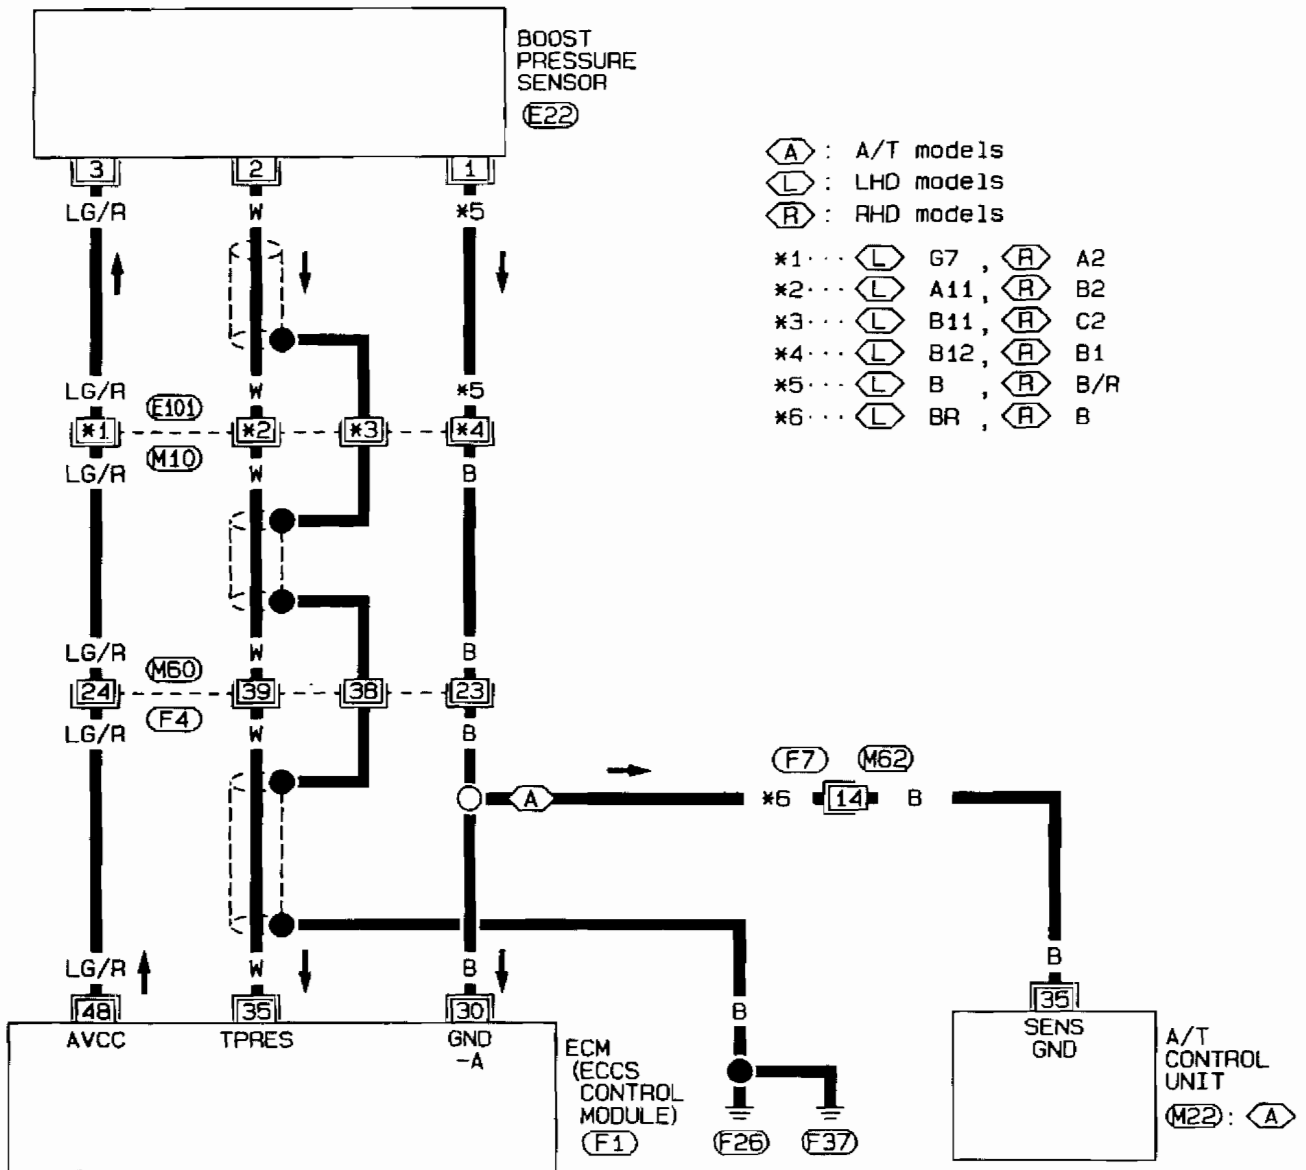 BOOST
PRESSURE
SENSOR
E22
3 2 1
LG/R W *5
A : A/T models
L : LHD models
R : RHD models
*1··· L G7 , R A2
*2··· L A11, R B2
*3··· L B11, R C2
*4··· L B12, R B1
*5··· L B , R B/R
*6··· L BR , R B
LG/R W *5
E101
*1 *2 *3 *4
M10
LG/R W B
LG/R W B
M60
24 39 38 23
F4
LG/R W B
F7 M62
A *6 14 B
LG/R W B
B
B
48 35 30
35
AVCC TPRES GND
-A
SENS
GND
ECM
(ECCS
CONTROL
MODULE)
F1
F26 F37
A/T
CONTROL
UNIT
M22 : A